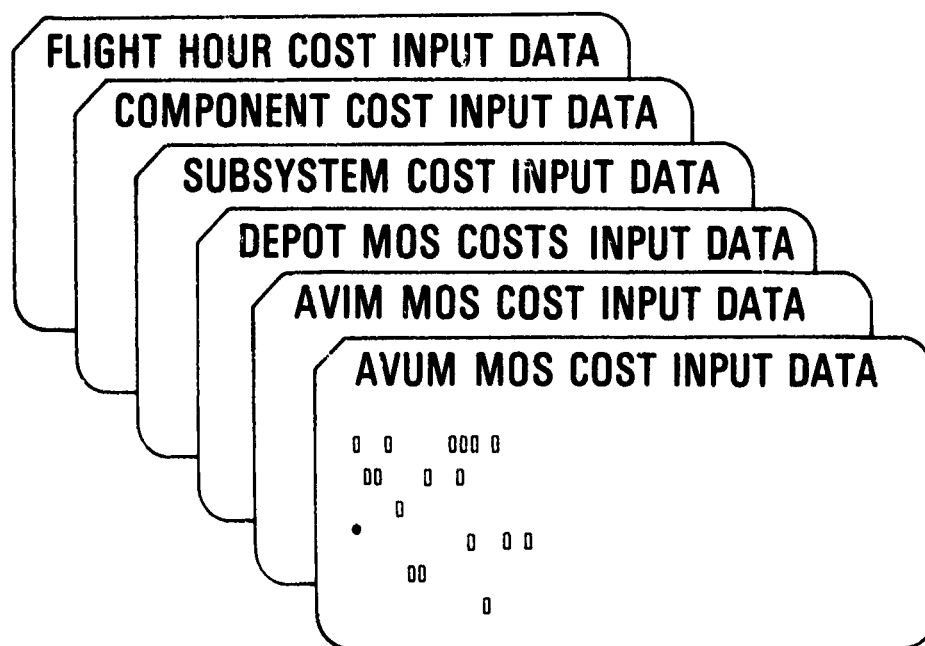 FLIGHT HOUR COST INPUT DATA
COMPONENT COST INPUT DATA
SUBSYSTEM COST INPUT DATA
DEPOT MOS COSTS INPUT DATA
AVIM MOS COST INPUT DATA
AVUM MOS COST INPUT DATA